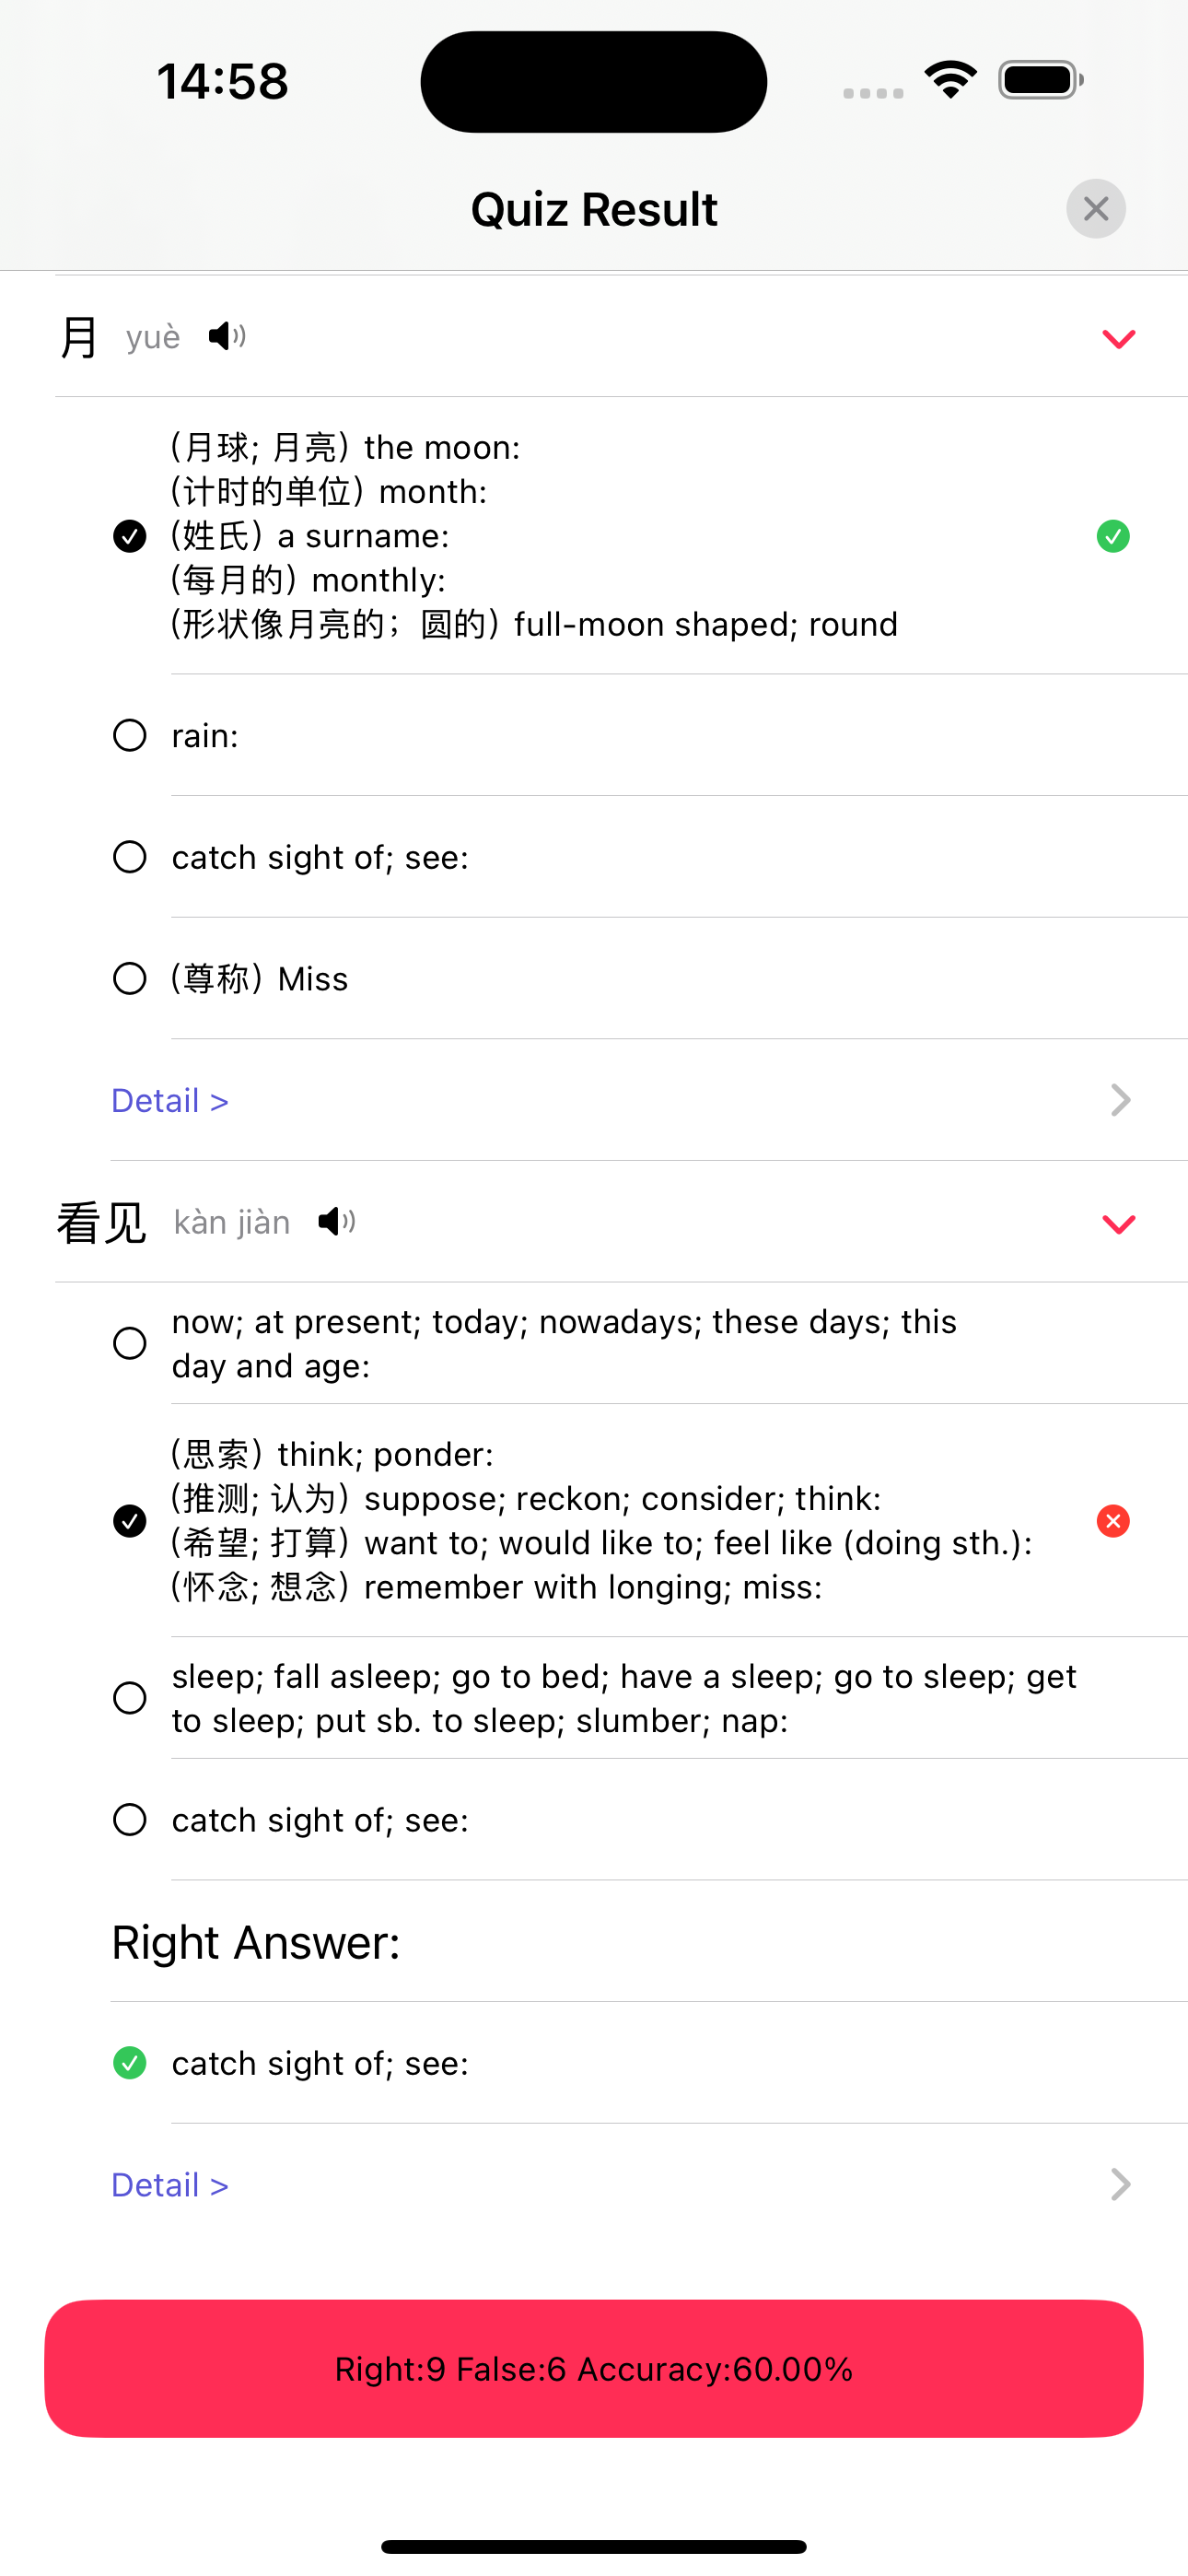 14:58
Quiz Result
月 yuè
(月球; 月亮) the moon:
(计时的单位) month:
(姓氏) a surname:
(每月的) monthly:
(形状像月亮的；圆的) full-moon shaped; round
rain:
catch sight of; see:
(尊称) Miss
Detail >
看见 kàn jiàn
now; at present; today; nowadays; these days; this
day and age:
(思索) think; ponder:
(推测; 认为) suppose; reckon; consider; think:
(希望; 打算) want to; would like to; feel like (doing sth.):
(怀念; 想念) remember with longing; miss:
sleep; fall asleep; go to bed; have a sleep; go to sleep; get
to sleep; put sb. to sleep; slumber; nap:
catch sight of; see:
Right Answer:
catch sight of; see:
Detail >
Right:9 False:6 Accuracy:60.00%